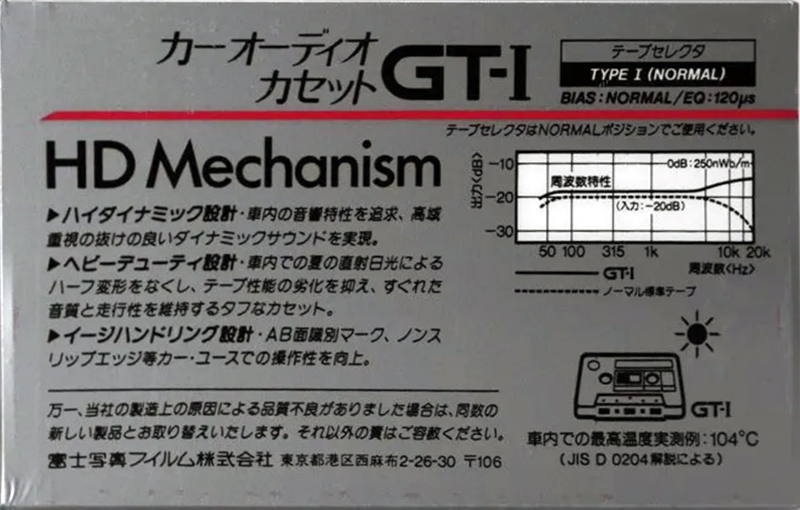 カーオーディオ
カセット GT-I
テープセレクタ
TYPE I (NORMAL)
BIAS:NORMAL/EQ:120μs
テープセレクタはNORMALポジションでご使用ください。
HD Mechanism
▶ハイダイナミック設計・車内の音響特性を追求、高域
重視の抜けの良いダイナミックサウンドを実現。
▶ヘビーデューティ設計・車内での夏の直射日光による
ハーフ変形をなくし、テープ性能の劣化を抑え、すぐれた
音質と走行性を維持するタフなカセット。
▶イージハンドリング設計・AB面識別マーク、ノンス
リップエッジ等カー・ユースでの操作性を向上。
0dB:250nWb/m
レベル<dB>
-10
-20
-30
周波数特性
(入力:-20dB)
50 100 315 1k 10k 20k
周波数<Hz>
GT-I
ノーマル標準テープ
GT-I
車内での最高温度実測例:104℃
(JIS D 0204解説による)
万一、当社の製造上の原因による品質不良がありました場合は、同数の
新しい製品とお取り替えいたします。それ以外の責はご容赦ください。
富士写真フイルム株式会社 東京都港区西麻布2-26-30 〒106